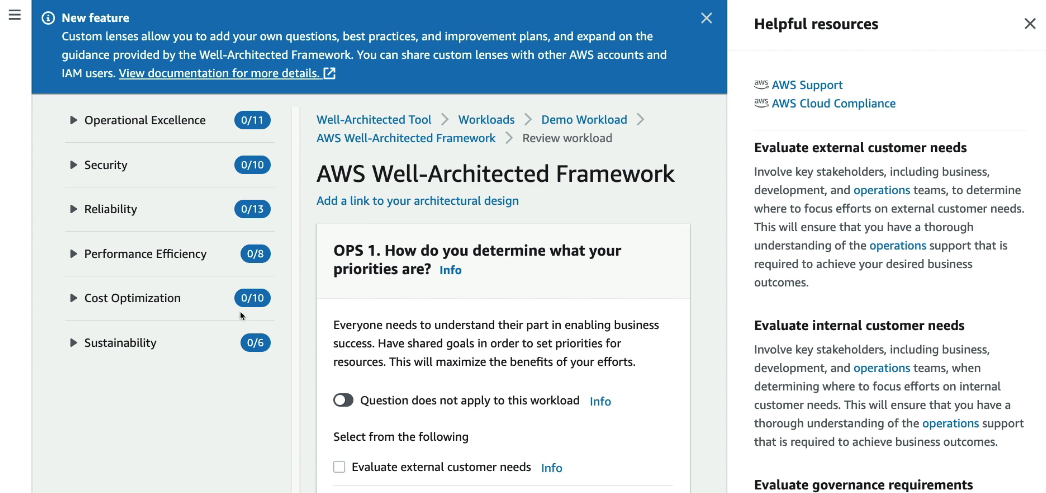 New feature
Custom lenses allow you to add your own questions, best practices, and improvement plans, and expand on the
guidance provided by the Well-Architected Framework. You can share custom lenses with other AWS accounts and
IAM users. View documentation for more details.
Operational Excellence 0/11
Security 0/10
Reliability 0/13
Performance Efficiency 0/8
Cost Optimization 0/10
Sustainability 0/6
Well-Architected Tool > Workloads > Demo Workload >
AWS Well-Architected Framework > Review workload
AWS Well-Architected Framework
Add a link to your architectural design
OPS 1. How do you determine what your
priorities are? Info
Everyone needs to understand their part in enabling business
success. Have shared goals in order to set priorities for
resources. This will maximize the benefits of your efforts.
Question does not apply to this workload Info
Select from the following
Evaluate external customer needs Info
Helpful resources
aws AWS Support
aws AWS Cloud Compliance
Evaluate external customer needs
Involve key stakeholders, including business,
development, and operations teams, to determine
where to focus efforts on external customer needs.
This will ensure that you have a thorough
understanding of the operations support that is
required to achieve your desired business
outcomes.
Evaluate internal customer needs
Involve key stakeholders, including business,
development, and operations teams, when
determining where to focus efforts on internal
customer needs. This will ensure that you have a
thorough understanding of the operations support
that is required to achieve business outcomes.
Evaluate governance requirements